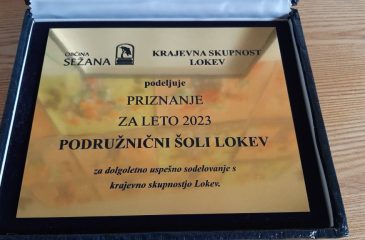 OBČINA
SEŽANA
KRAJEVNA SKUPNOST
LOKEV
podeljuje
PRIZNANJE
ZA LETO 2023
PODRUŽNIČNI ŠOLI LOKEV
za dolgoletno uspešno sodelovanje s
krajevno skupnostjo Lokev.